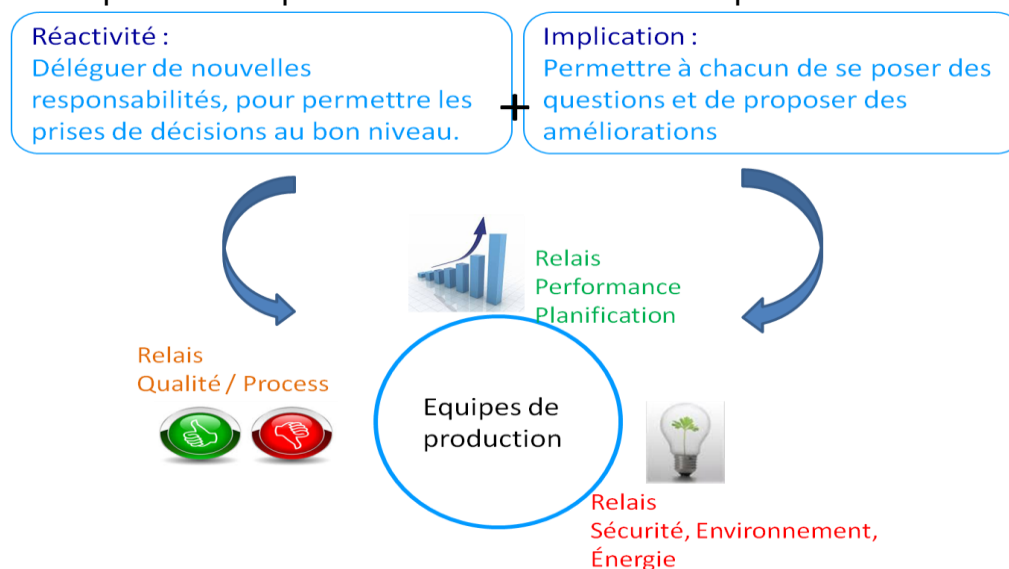 Réactivité :
Déléguer de nouvelles
responsabilités, pour permettre les
prises de décisions au bon niveau.
+
Implication :
Permettre à chacun de se poser des
questions et de proposer des
améliorations
Relais
Performance
Planification
Relais
Qualité / Process
Equipes de
production
Relais
Sécurité, Environnement,
Énergie